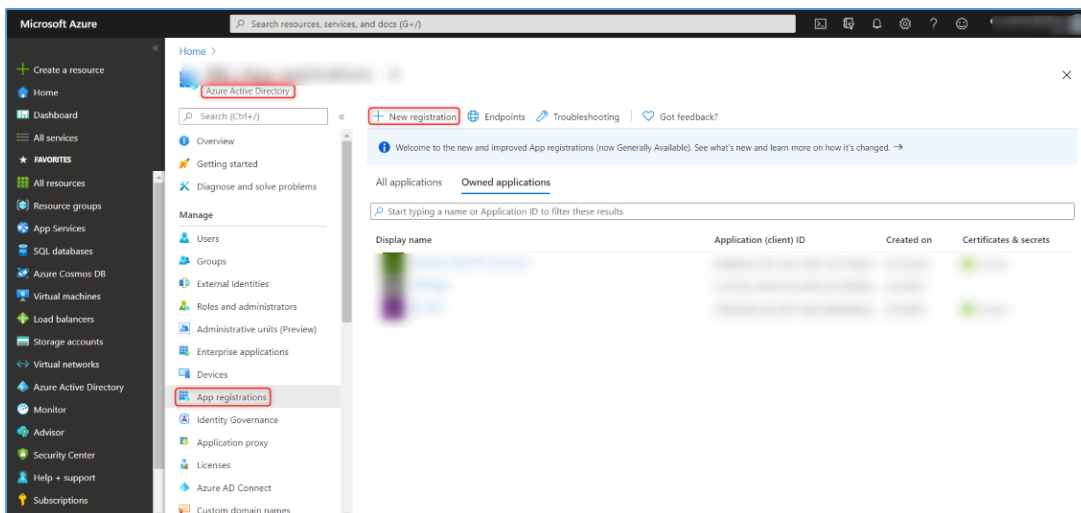 Microsoft Azure
Search resources, services, and docs (G+/)
Create a resource
Home
Dashboard
All services
FAVORITES
All resources
Resource groups
App Services
SQL databases
Azure Cosmos DB
Virtual machines
Load balancers
Storage accounts
Virtual networks
Azure Active Directory
Monitor
Advisor
Security Center
Help + support
Subscriptions
Home >
Azure Active Directory
Search (Ctrl+/)
Overview
Getting started
Diagnose and solve problems
Manage
Users
Groups
External Identities
Roles and administrators
Administrative units (Preview)
Enterprise applications
Devices
App registrations
Identity Governance
Application proxy
Licenses
Azure AD Connect
Custom domain names
New registration Endpoints Troubleshooting Got feedback?
Welcome to the new and improved App registrations (now Generally Available). See what's new and learn more on how it's changed. →
All applications Owned applications
Start typing a name or Application ID to filter these results
Display name Application (client) ID Created on Certificates & secrets